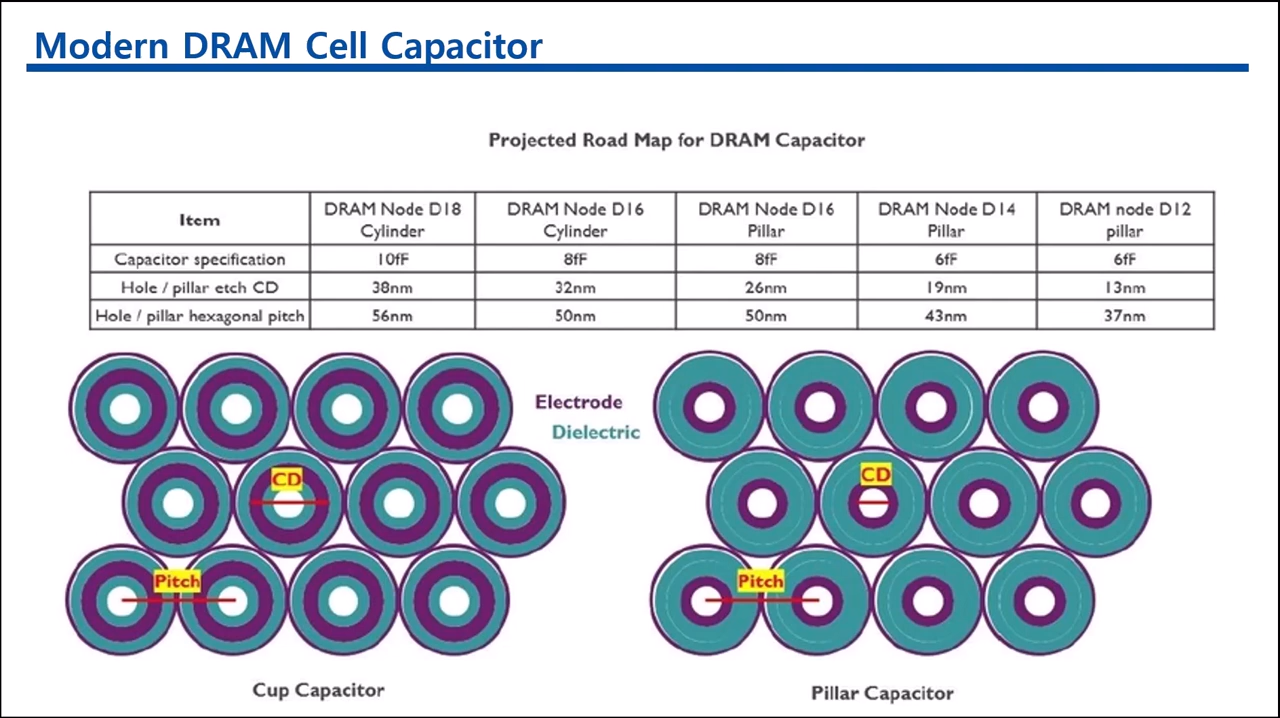 Modern DRAM Cell Capacitor
Projected Road Map for DRAM Capacitor
Item
DRAM Node D18
Cylinder
DRAM Node D16
Cylinder
DRAM Node D16
Pillar
DRAM Node D14
Pillar
DRAM node D12
pillar
Capacitor specification 10fF 8fF 8fF 6fF 6fF
Hole / pillar etch CD 38nm 32nm 26nm 19nm 13nm
Hole / pillar hexagonal pitch 56nm 50nm 50nm 43nm 37nm
Electrode
Dielectric
CD
Pitch
Cup Capacitor
CD
Pitch
Pillar Capacitor